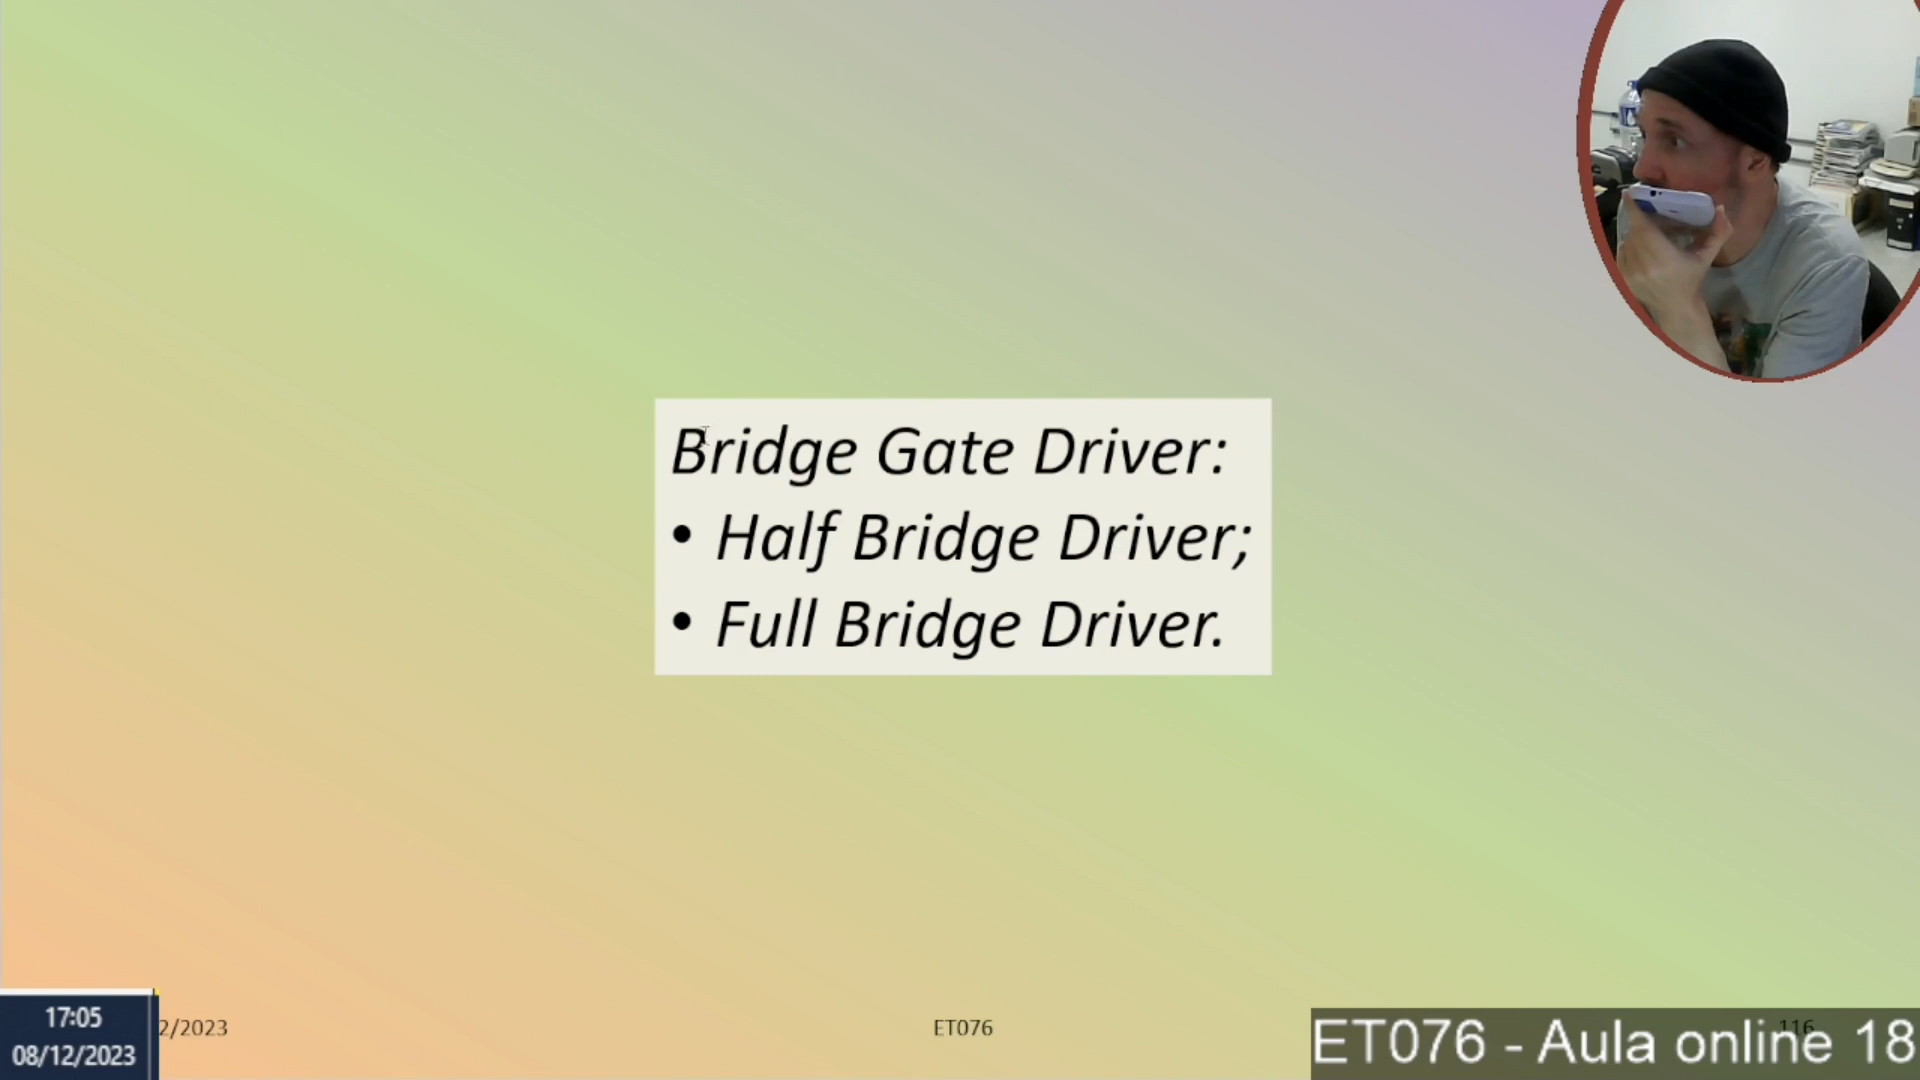 Bridge Gate Driver:
• Half Bridge Driver;
• Full Bridge Driver.
17:05
08/12/2023
2/2023
ET076
116
ET076 - Aula online 18